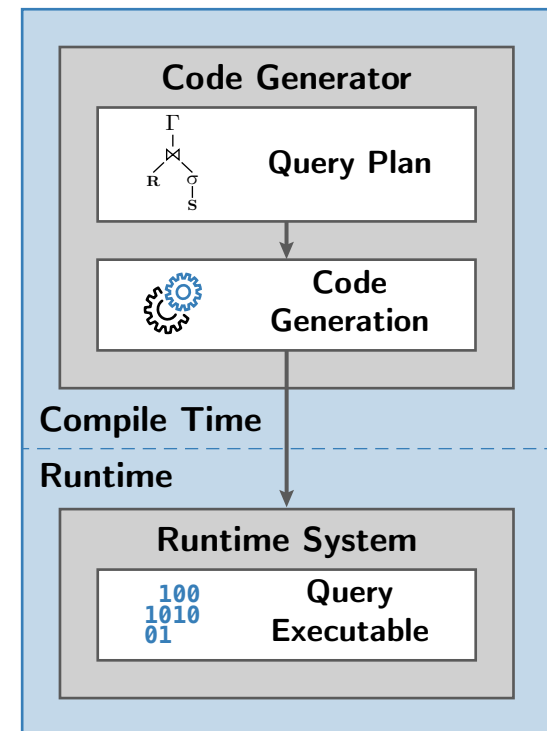 Code Generator
Γ
⋈
R σ
S
Query Plan
Code
Generation
Compile Time
Runtime
Runtime System
100
1010
01
Query
Executable